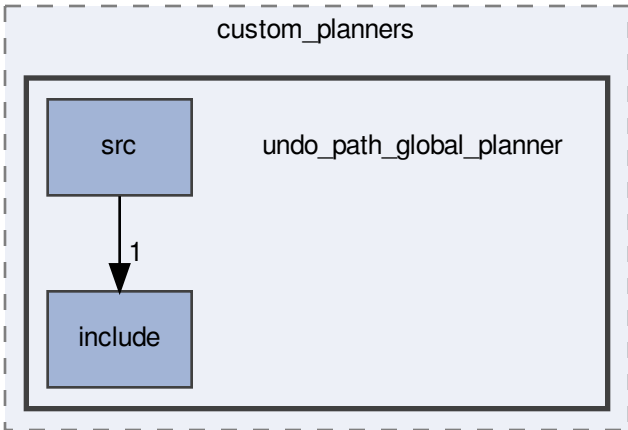 custom_planners
src
undo_path_global_planner
1
include